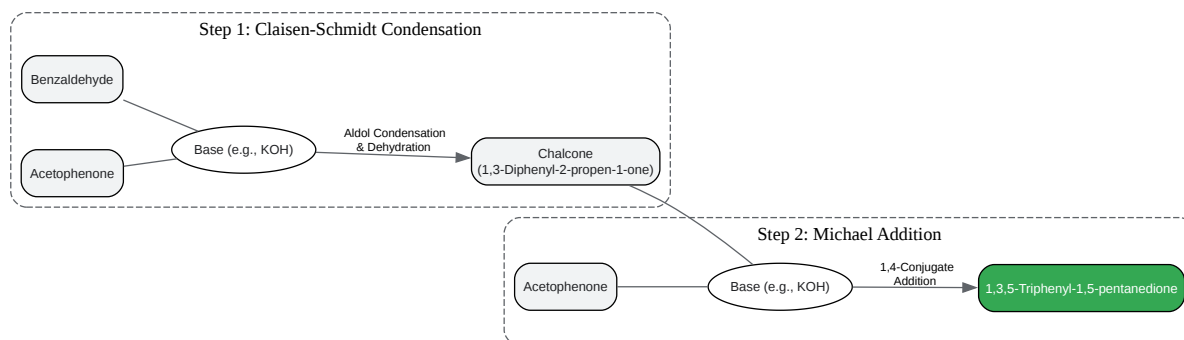 Step 1: Claisen-Schmidt Condensation
Benzaldehyde
Acetophenone
Base (e.g., KOH)
Aldol Condensation
& Dehydration
Chalcone
(1,3-Diphenyl-2-propen-1-one)
Step 2: Michael Addition
Acetophenone
Base (e.g., KOH)
1,4-Conjugate
Addition
1,3,5-Triphenyl-1,5-pentanedione